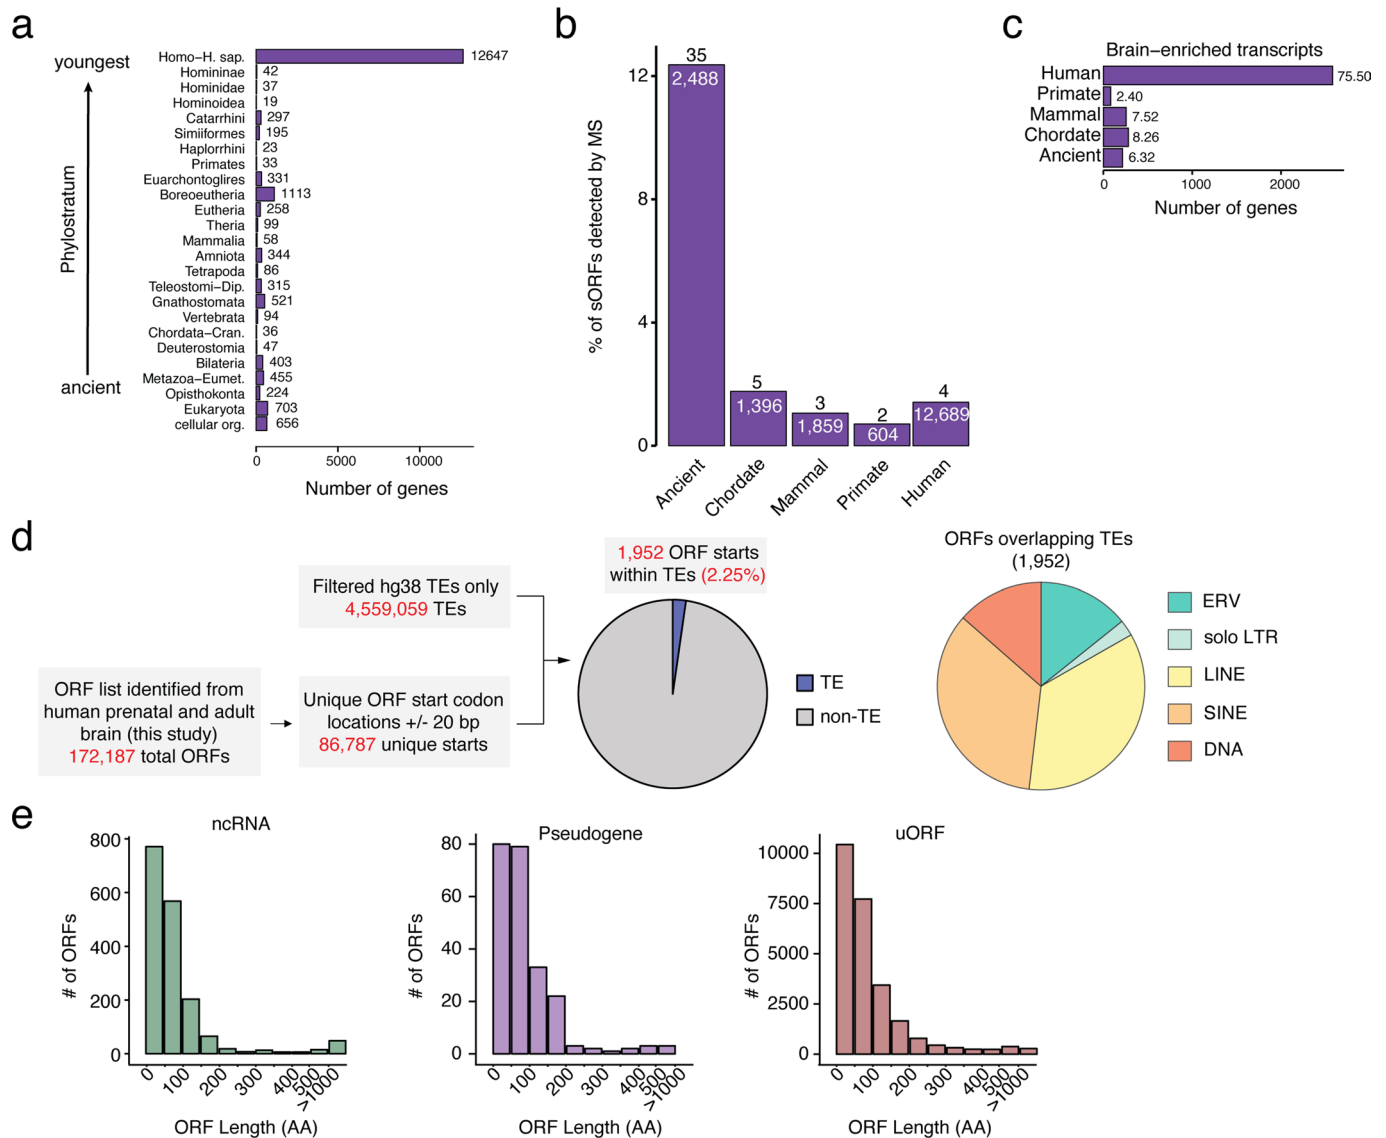 a
youngest
Phylostratum
ancient
Homo−H. sap.
12647
Homininae
42
Hominidae
37
Hominoidea
19
Catarrhini
297
Simiiformes
195
Haplorrhini
23
Primates
33
Euarchontoglires
331
Boreoeutheria
1113
Eutheria
258
Theria
99
Mammalia
58
Amniota
344
Tetrapoda
86
Teleostomi−Dip.
315
Gnathostomata
521
Vertebrata
94
Chordata−Cran.
36
Deuterostomia
47
Bilateria
403
Metazoa−Eumet.
455
Opisthokonta
224
Eukaryota
703
cellular org.
656
0
5000
10000
Number of genes
b
% of sORFs detected by MS
12
8
4
0
35
2,488
5
1,396
3
1,859
2
604
4
12,689
Ancient
Chordate
Mammal
Primate
Human
c
Brain−enriched transcripts
Human
75.50
Primate
2.40
Mammal
7.52
Chordate
8.26
Ancient
6.32
0
1000
2000
Number of genes
d
ORF list identified from
human prenatal and adult
brain (this study)
172,187 total ORFs
Filtered hg38 TEs only
4,559,059 TEs
Unique ORF start codon
locations +/- 20 bp
86,787 unique starts
1,952 ORF starts
within TEs (2.25%)
TE
non-TE
ORFs overlapping TEs
(1,952)
ERV
solo LTR
LINE
SINE
DNA
e
ncRNA
# of ORFs
800
600
400
200
0
0
100
200
300
400
500
>1000
ORF Length (AA)
Pseudogene
# of ORFs
80
60
40
20
0
0
100
200
300
400
500
>1000
ORF Length (AA)
uORF
# of ORFs
10000
7500
5000
2500
0
0
100
200
300
400
500
>1000
ORF Length (AA)